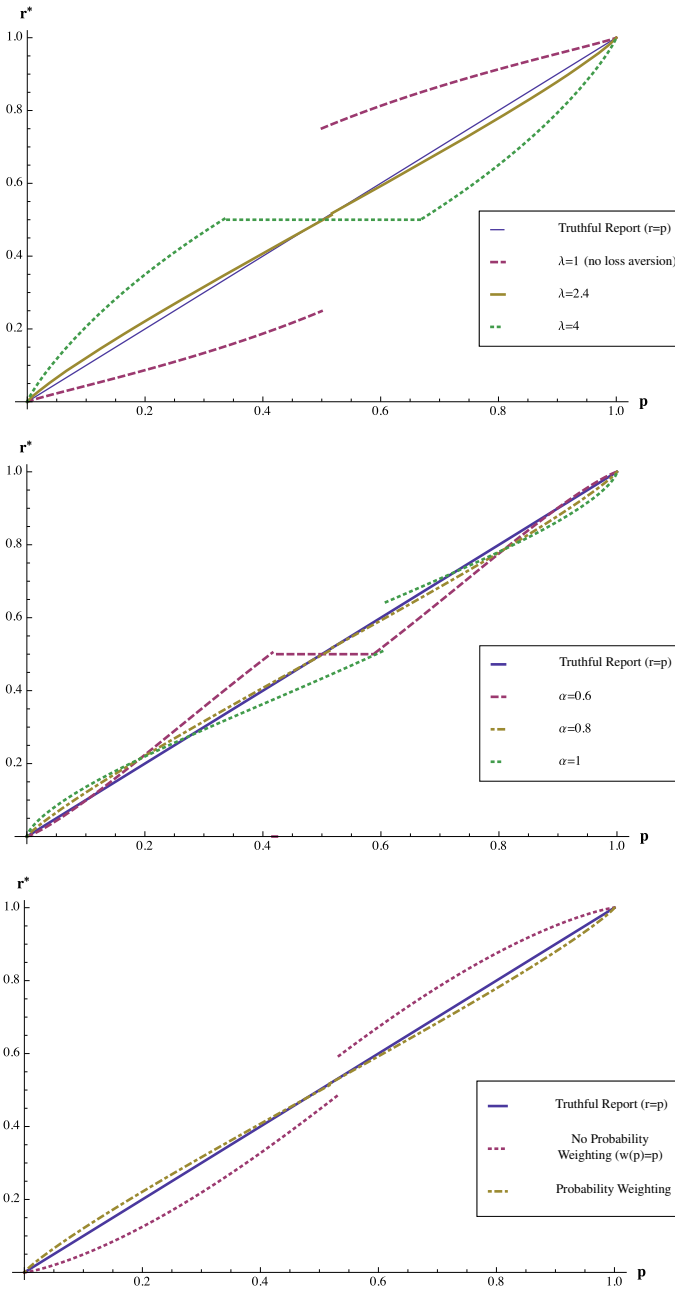 r*
1.0
0.8
0.6
0.4
0.2
0.2
0.4
0.6
0.8
1.0
p
Truthful Report (r=p)
λ=1 (no loss aversion)
λ=2.4
λ=4
r*
1.0
0.8
0.6
0.4
0.2
0.2
0.4
0.6
0.8
1.0
p
Truthful Report (r=p)
α=0.6
α=0.8
α=1
r*
1.0
0.8
0.6
0.4
0.2
0.2
0.4
0.6
0.8
1.0
p
Truthful Report (r=p)
No Probability
Weighting (w(p)=p)
Probability Weighting